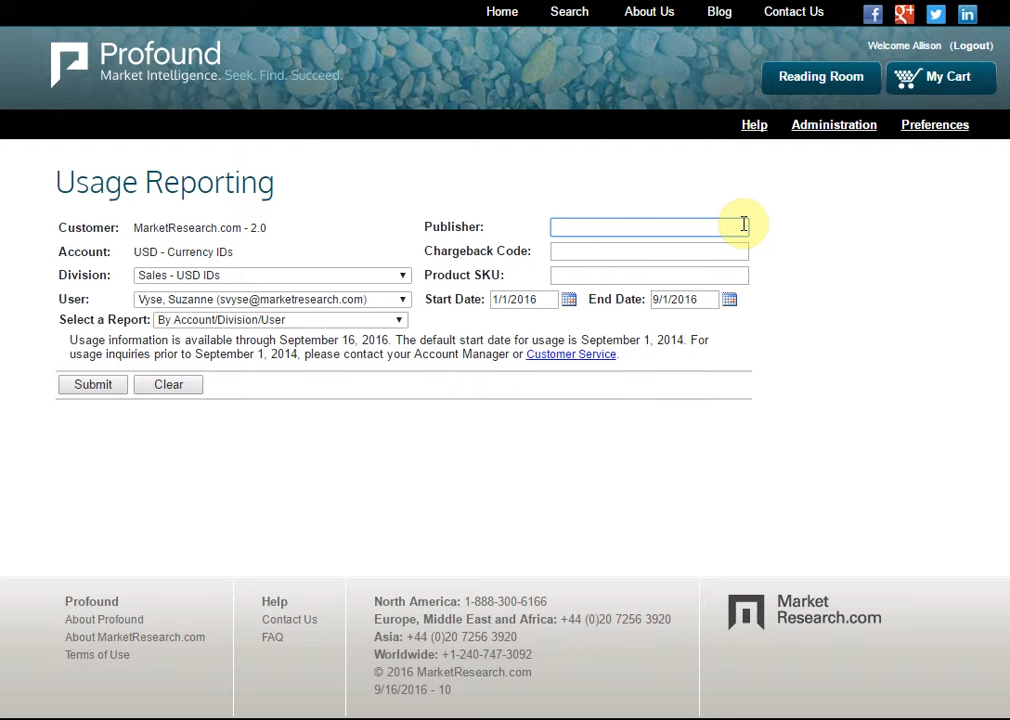 Home Search About Us Blog Contact Us
Welcome Allison (Logout)
Profound
Market Intelligence. Seek. Find. Succeed.
Reading Room My Cart
Help Administration Preferences
Usage Reporting
Customer: MarketResearch.com - 2.0 Publisher:
Account: USD - Currency IDs Chargeback Code:
Division: Sales - USD IDs Product SKU:
User: Vyse, Suzanne (svyse@marketresearch.com) Start Date: 1/1/2016 End Date: 9/1/2016
Select a Report: By Account/Division/User
Usage information is available through September 16, 2016. The default start date for usage is September 1, 2014. For
usage inquiries prior to September 1, 2014, please contact your Account Manager or Customer Service.
Submit Clear
Profound
About Profound
About MarketResearch.com
Terms of Use
Help
Contact Us
FAQ
North America: 1-888-300-6166
Europe, Middle East and Africa: +44 (0)20 7256 3920
Asia: +44 (0)20 7256 3920
Worldwide: +1-240-747-3092
© 2016 MarketResearch.com
9/16/2016 - 10
Market
Research.com